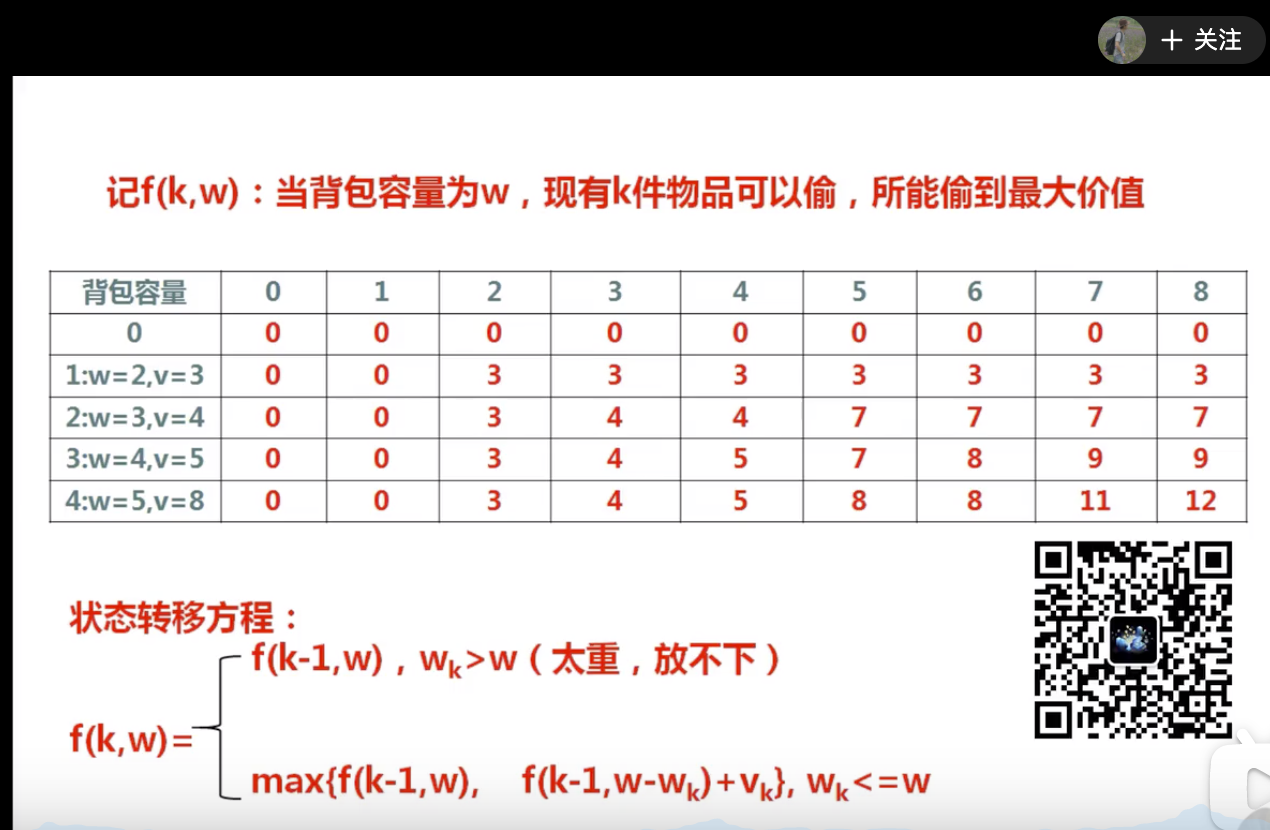 + 关注
记f(k,w)：当背包容量为w，现有k件物品可以偷，所能偷到最大价值
背包容量 0 1 2 3 4 5 6 7 8
0 0 0 0 0 0 0 0 0 0
1:w=2,v=3 0 0 3 3 3 3 3 3 3
2:w=3,v=4 0 0 3 4 4 7 7 7 7
3:w=4,v=5 0 0 3 4 5 7 8 9 9
4:w=5,v=8 0 0 3 4 5 8 8 11 12
状态转移方程：
f(k-1,w)，wk>w（太重，放不下）
f(k,w)=
max{f(k-1,w), f(k-1,w-wk)+vk}, wk<=w